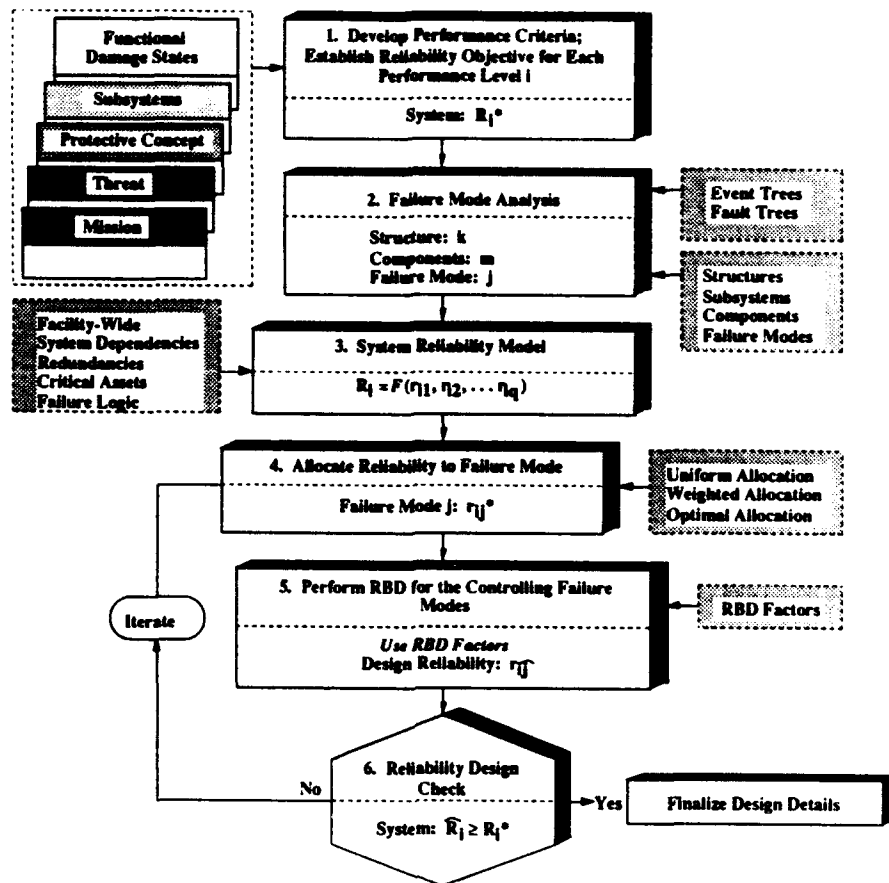 Functional
Damage States
Subsystems
Protective Concept
Threat
Mission
1. Develop Performance Criteria;
Establish Reliability Objective for Each
Performance Level i
System: Ri*
2. Failure Mode Analysis
Structure: k
Components: m
Failure Mode: j
Event Trees
Fault Trees
Structures
Subsystems
Components
Failure Modes
Facility-Wide
System Dependencies
Redundancies
Critical Assets
Failure Logic
3. System Reliability Model
Ri = F(ri1, ri2, ... riq)
4. Allocate Reliability to Failure Mode
Failure Mode j: rij*
Uniform Allocation
Weighted Allocation
Optimal Allocation
5. Perform RBD for the Controlling Failure
Modes
Use RBD Factors
Design Reliability: r̂ij
RBD Factors
Iterate
6. Reliability Design
Check
System: R̂i ≥ Ri*
No
Yes
Finalize Design Details